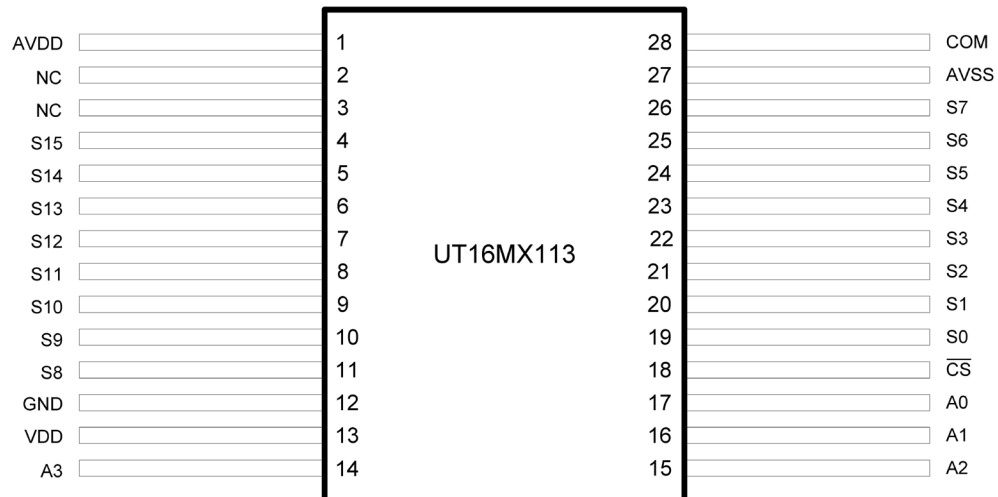 AVDD 1 28 COM
NC 2 27 AVSS
NC 3 26 S7
S15 4 25 S6
S14 5 24 S5
S13 6 23 S4
S12 7 22 S3
UT16MX113
S11 8 21 S2
S10 9 20 S1
S9 10 19 S0
S8 11 18 C̅S̅
GND 12 17 A0
VDD 13 16 A1
A3 14 15 A2